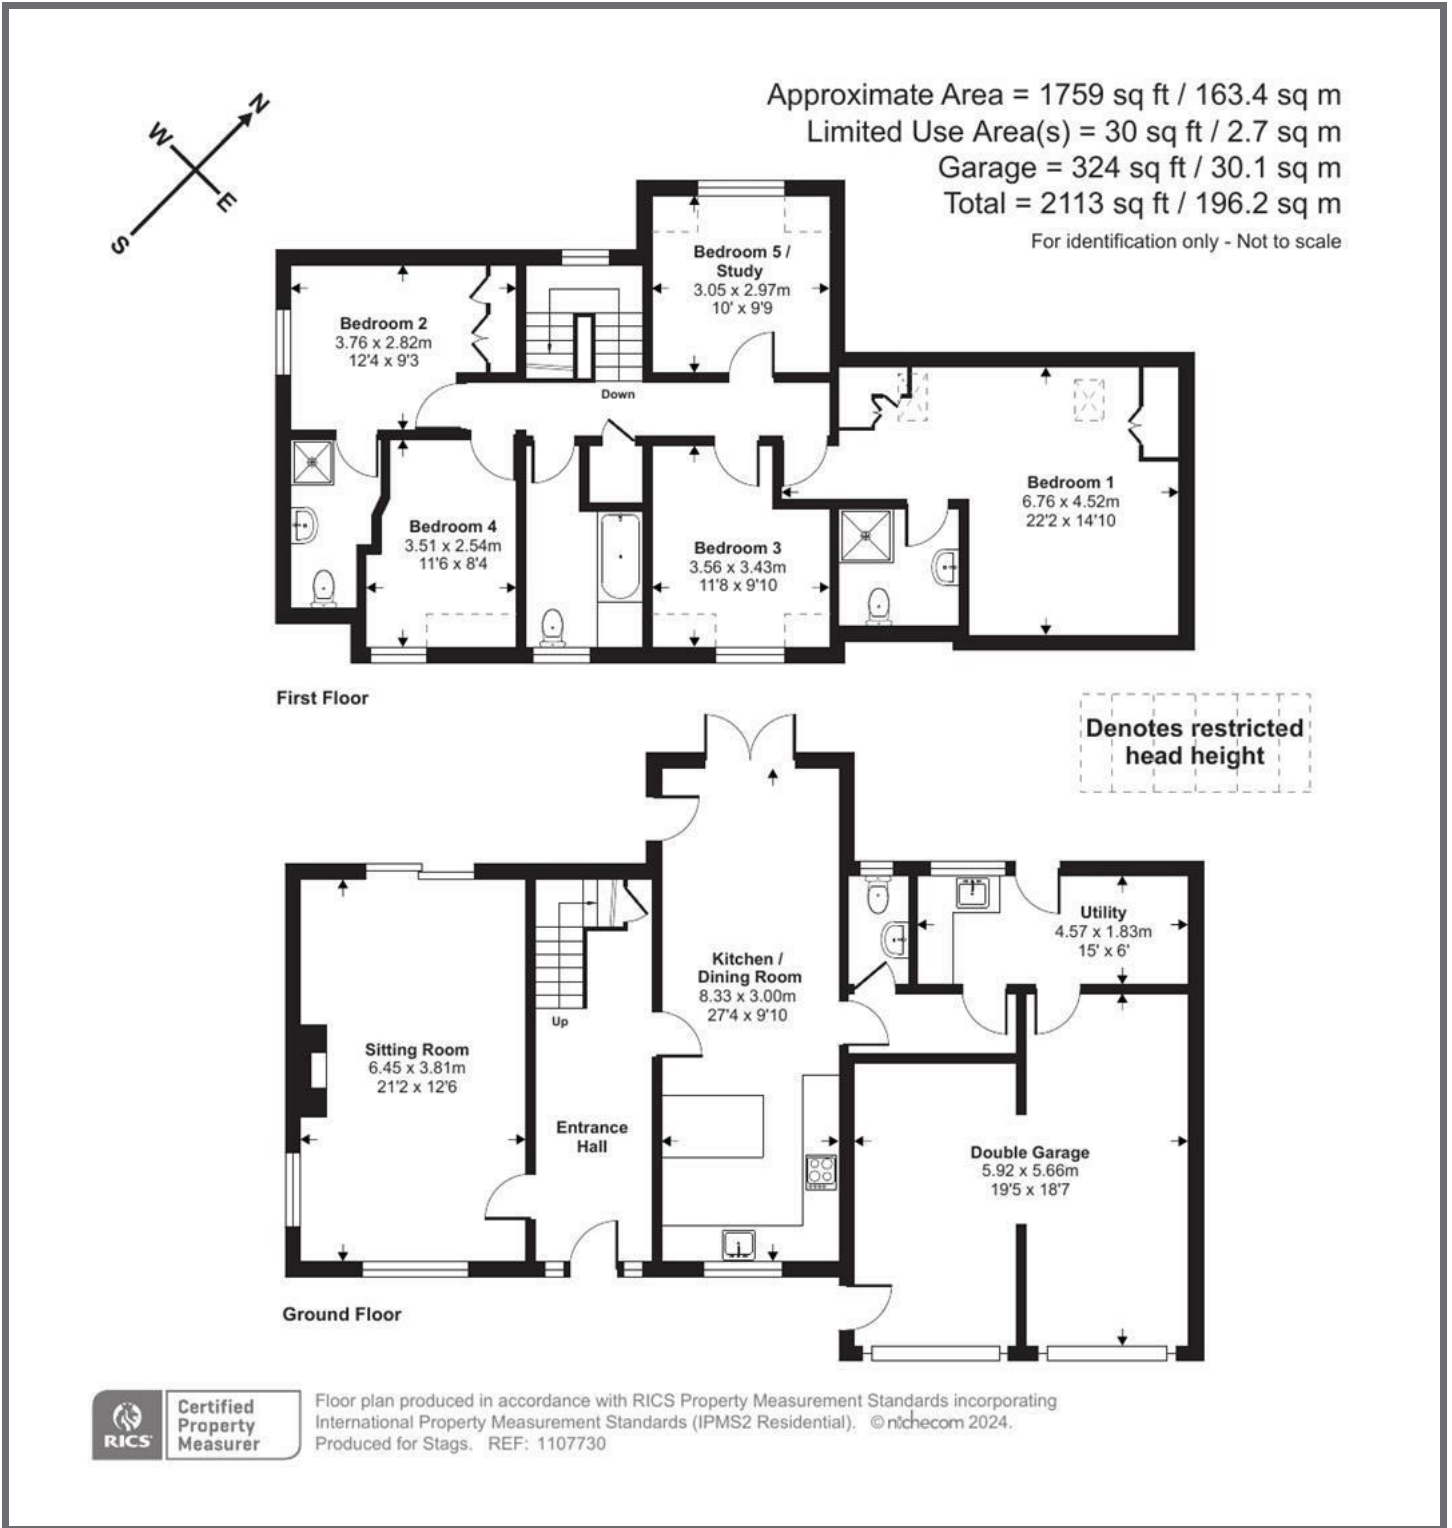 Approximate Area = 1759 sq ft / 163.4 sq m
Limited Use Area(s) = 30 sq ft / 2.7 sq m
Garage = 324 sq ft / 30.1 sq m
Total = 2113 sq ft / 196.2 sq m
For identification only - Not to scale
N
W
E
S
Bedroom 5 /
Study
3.05 x 2.97m
10' x 9'9
Bedroom 2
3.76 x 2.82m
12'4 x 9'3
Down
Bedroom 1
6.76 x 4.52m
22'2 x 14'10
Bedroom 4
3.51 x 2.54m
11'6 x 8'4
Bedroom 3
3.56 x 3.43m
11'8 x 9'10
First Floor
Denotes restricted
head height
Utility
4.57 x 1.83m
15' x 6'
Kitchen /
Dining Room
8.33 x 3.00m
27'4 x 9'10
Up
Sitting Room
6.45 x 3.81m
21'2 x 12'6
Entrance
Hall
Double Garage
5.92 x 5.66m
19'5 x 18'7
Ground Floor
RICS
Certified
Property
Measurer
Floor plan produced in accordance with RICS Property Measurement Standards incorporating
International Property Measurement Standards (IPMS2 Residential). © nichecom 2024.
Produced for Stags. REF: 1107730